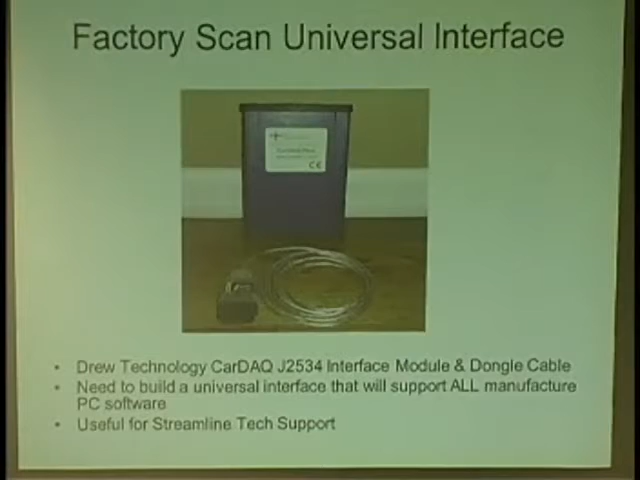 Factory Scan Universal Interface
CE
• Drew Technology CarDAQ J2534 Interface Module & Dongle Cable
• Need to build a universal interface that will support ALL manufacture
PC software
• Useful for Streamline Tech Support